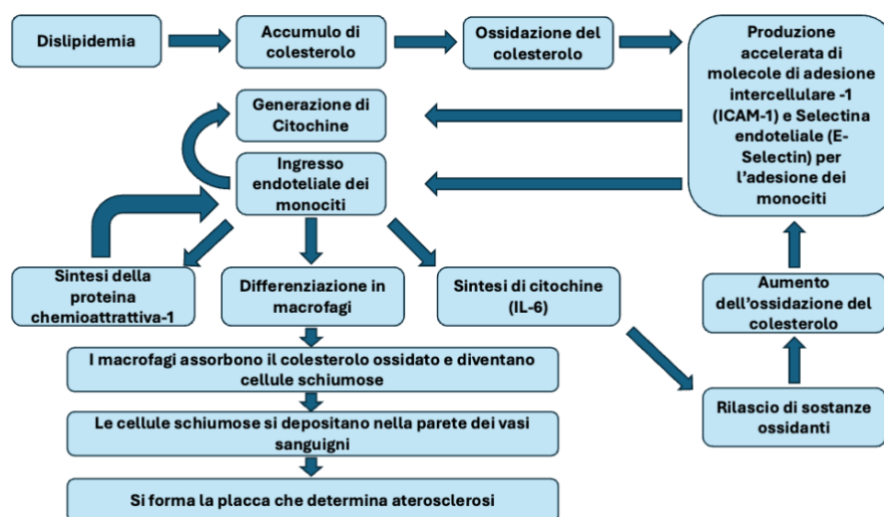 Dislipidemia
Accumulo di
colesterolo
Ossidazione del
colesterolo
Produzione
accelerata di
molecole di adesione
intercellulare -1
(ICAM-1) e Selectina
endoteliale (E-
Selectin) per
l'adesione dei
monociti
Generazione di
Citochine
Ingresso
endoteliale dei
monociti
Sintesi della
proteina
chemioattrattiva-1
Differenziazione in
macrofagi
Sintesi di citochine
(IL-6)
Aumento
dell'ossidazione del
colesterolo
I macrofagi assorbono il colesterolo ossidato e diventano
cellule schiumose
Rilascio di sostanze
ossidanti
Le cellule schiumose si depositano nella parete dei vasi
sanguigni
Si forma la placca che determina aterosclerosi